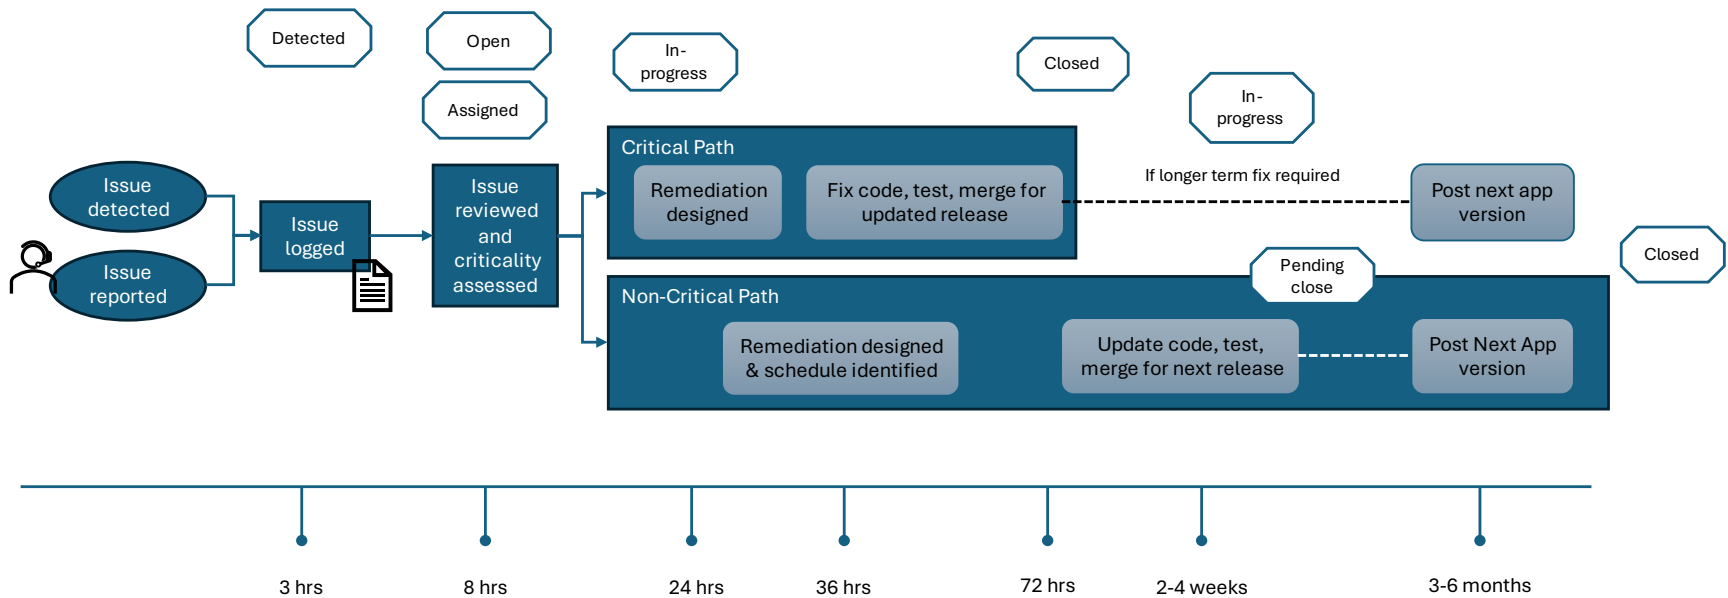 Detected
Open
Assigned
In-
progress
Closed
In-
progress
Issue
detected
Issue
reported
Issue
logged
Issue
reviewed
and
criticality
assessed
Critical Path
Remediation
designed
Fix code, test, merge for
updated release
If longer term fix required
Post next app
version
Closed
Pending
close
Non-Critical Path
Remediation designed
& schedule identified
Update code, test,
merge for next release
Post Next App
version
3 hrs
8 hrs
24 hrs
36 hrs
72 hrs
2-4 weeks
3-6 months